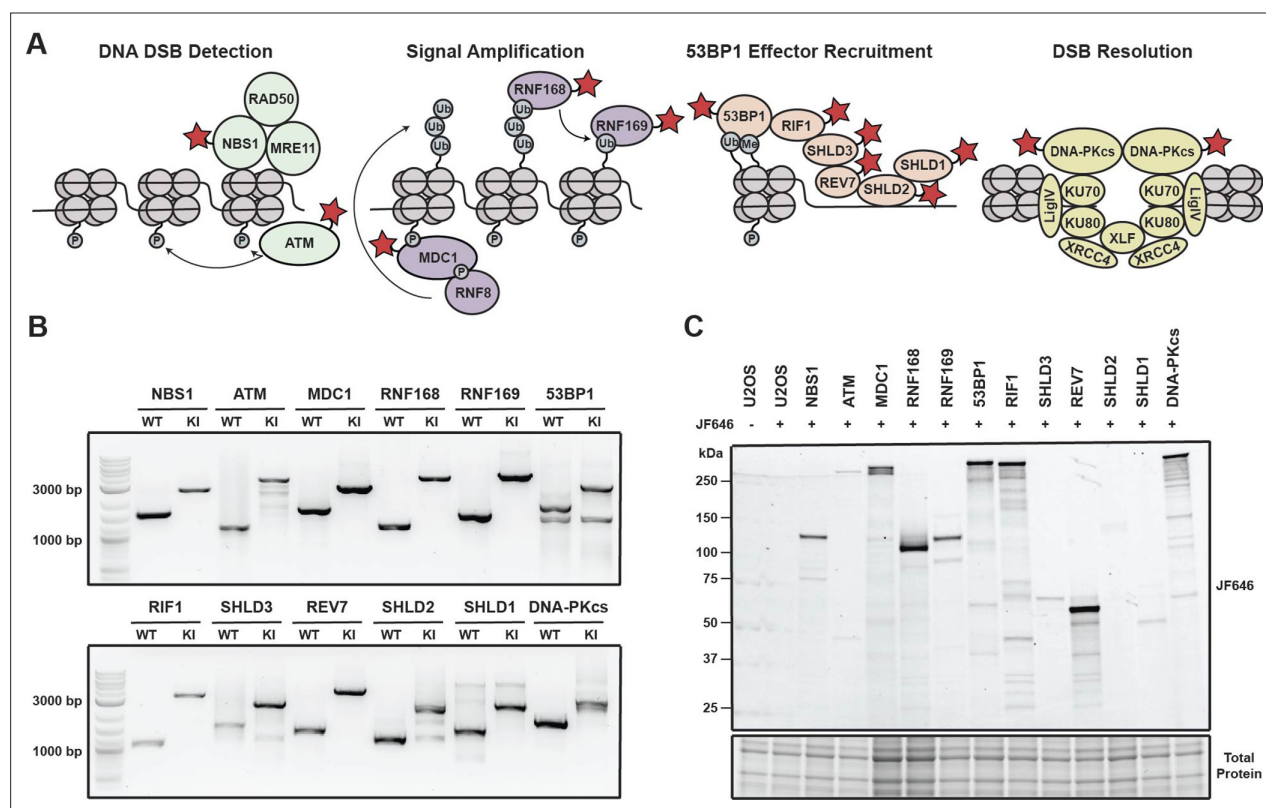 A
DNA DSB Detection
Signal Amplification
53BP1 Effector Recruitment
DSB Resolution
RAD50
NBS1
MRE11
P
P
ATM
Ub
Ub
Ub
Ub
Ub
Ub
RNF168
RNF169
Ub
P
MDC1
P
RNF8
P
P
53BP1
RIF1
Ub
Me
SHLD3
SHLD1
REV7
SHLD2
P
DNA-PKcs
DNA-PKcs
LigIV
KU70
KU70
LigIV
KU80
KU80
XLF
XRCC4
XRCC4
B
NBS1
ATM
MDC1
RNF168
RNF169
53BP1
WT KI WT KI WT KI WT KI WT KI WT KI
3000 bp
1000 bp
RIF1
SHLD3
REV7
SHLD2
SHLD1
DNA-PKcs
WT KI WT KI WT KI WT KI WT KI WT KI
3000 bp
1000 bp
C
U2OS
U2OS
NBS1
ATM
MDC1
RNF168
RNF169
53BP1
RIF1
SHLD3
REV7
SHLD2
SHLD1
DNA-PKcs
JF646 - + + + + + + + + + + + + +
kDa
250
150
100
75
50
37
25
JF646
Total
Protein